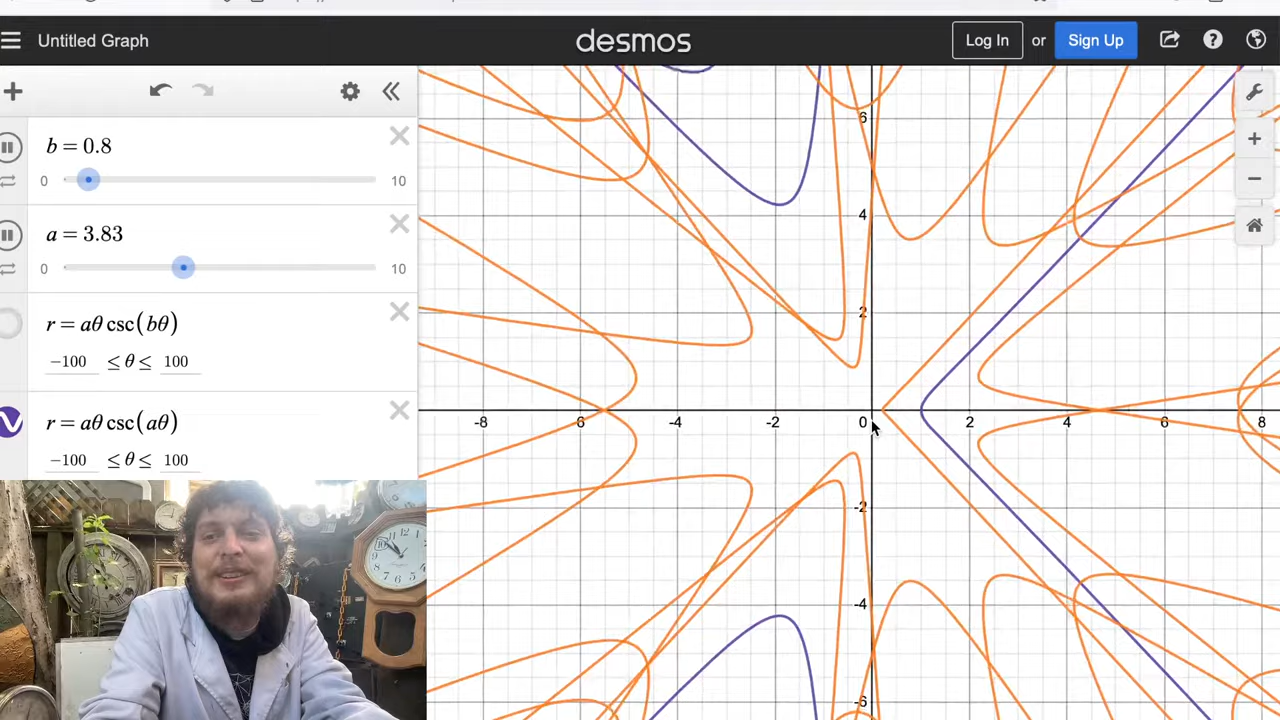 Untitled Graph
desmos
Log In or Sign Up
b = 0.8
0 10
a = 3.83
0 10
r = aθ csc(bθ)
−100 ≤ θ ≤ 100
r = aθ csc(aθ)
−100 ≤ θ ≤ 100
6
4
2
-8 -6 -4 -2 0 2 4 6 8
-2
-4
-6